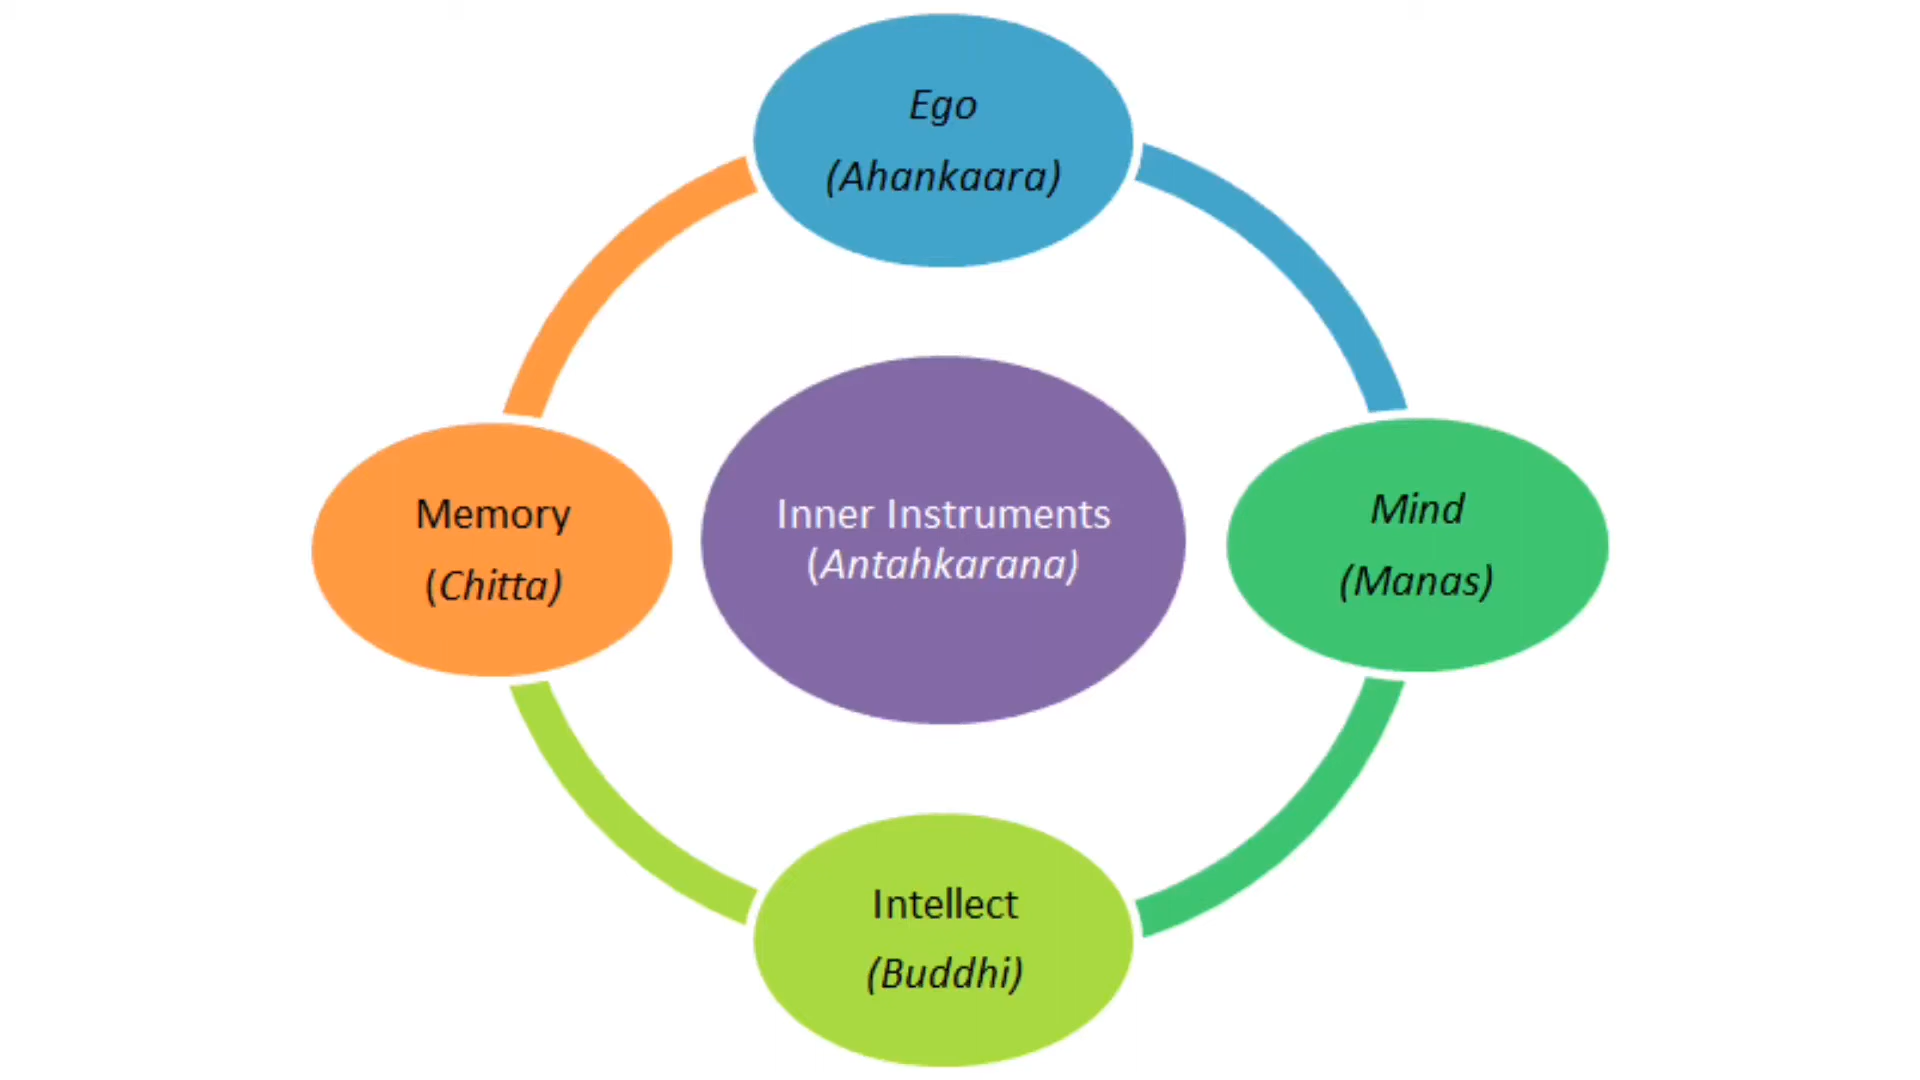 Ego
(Ahankaara)
Memory
(Chitta)
Inner Instruments
(Antahkarana)
Mind
(Manas)
Intellect
(Buddhi)